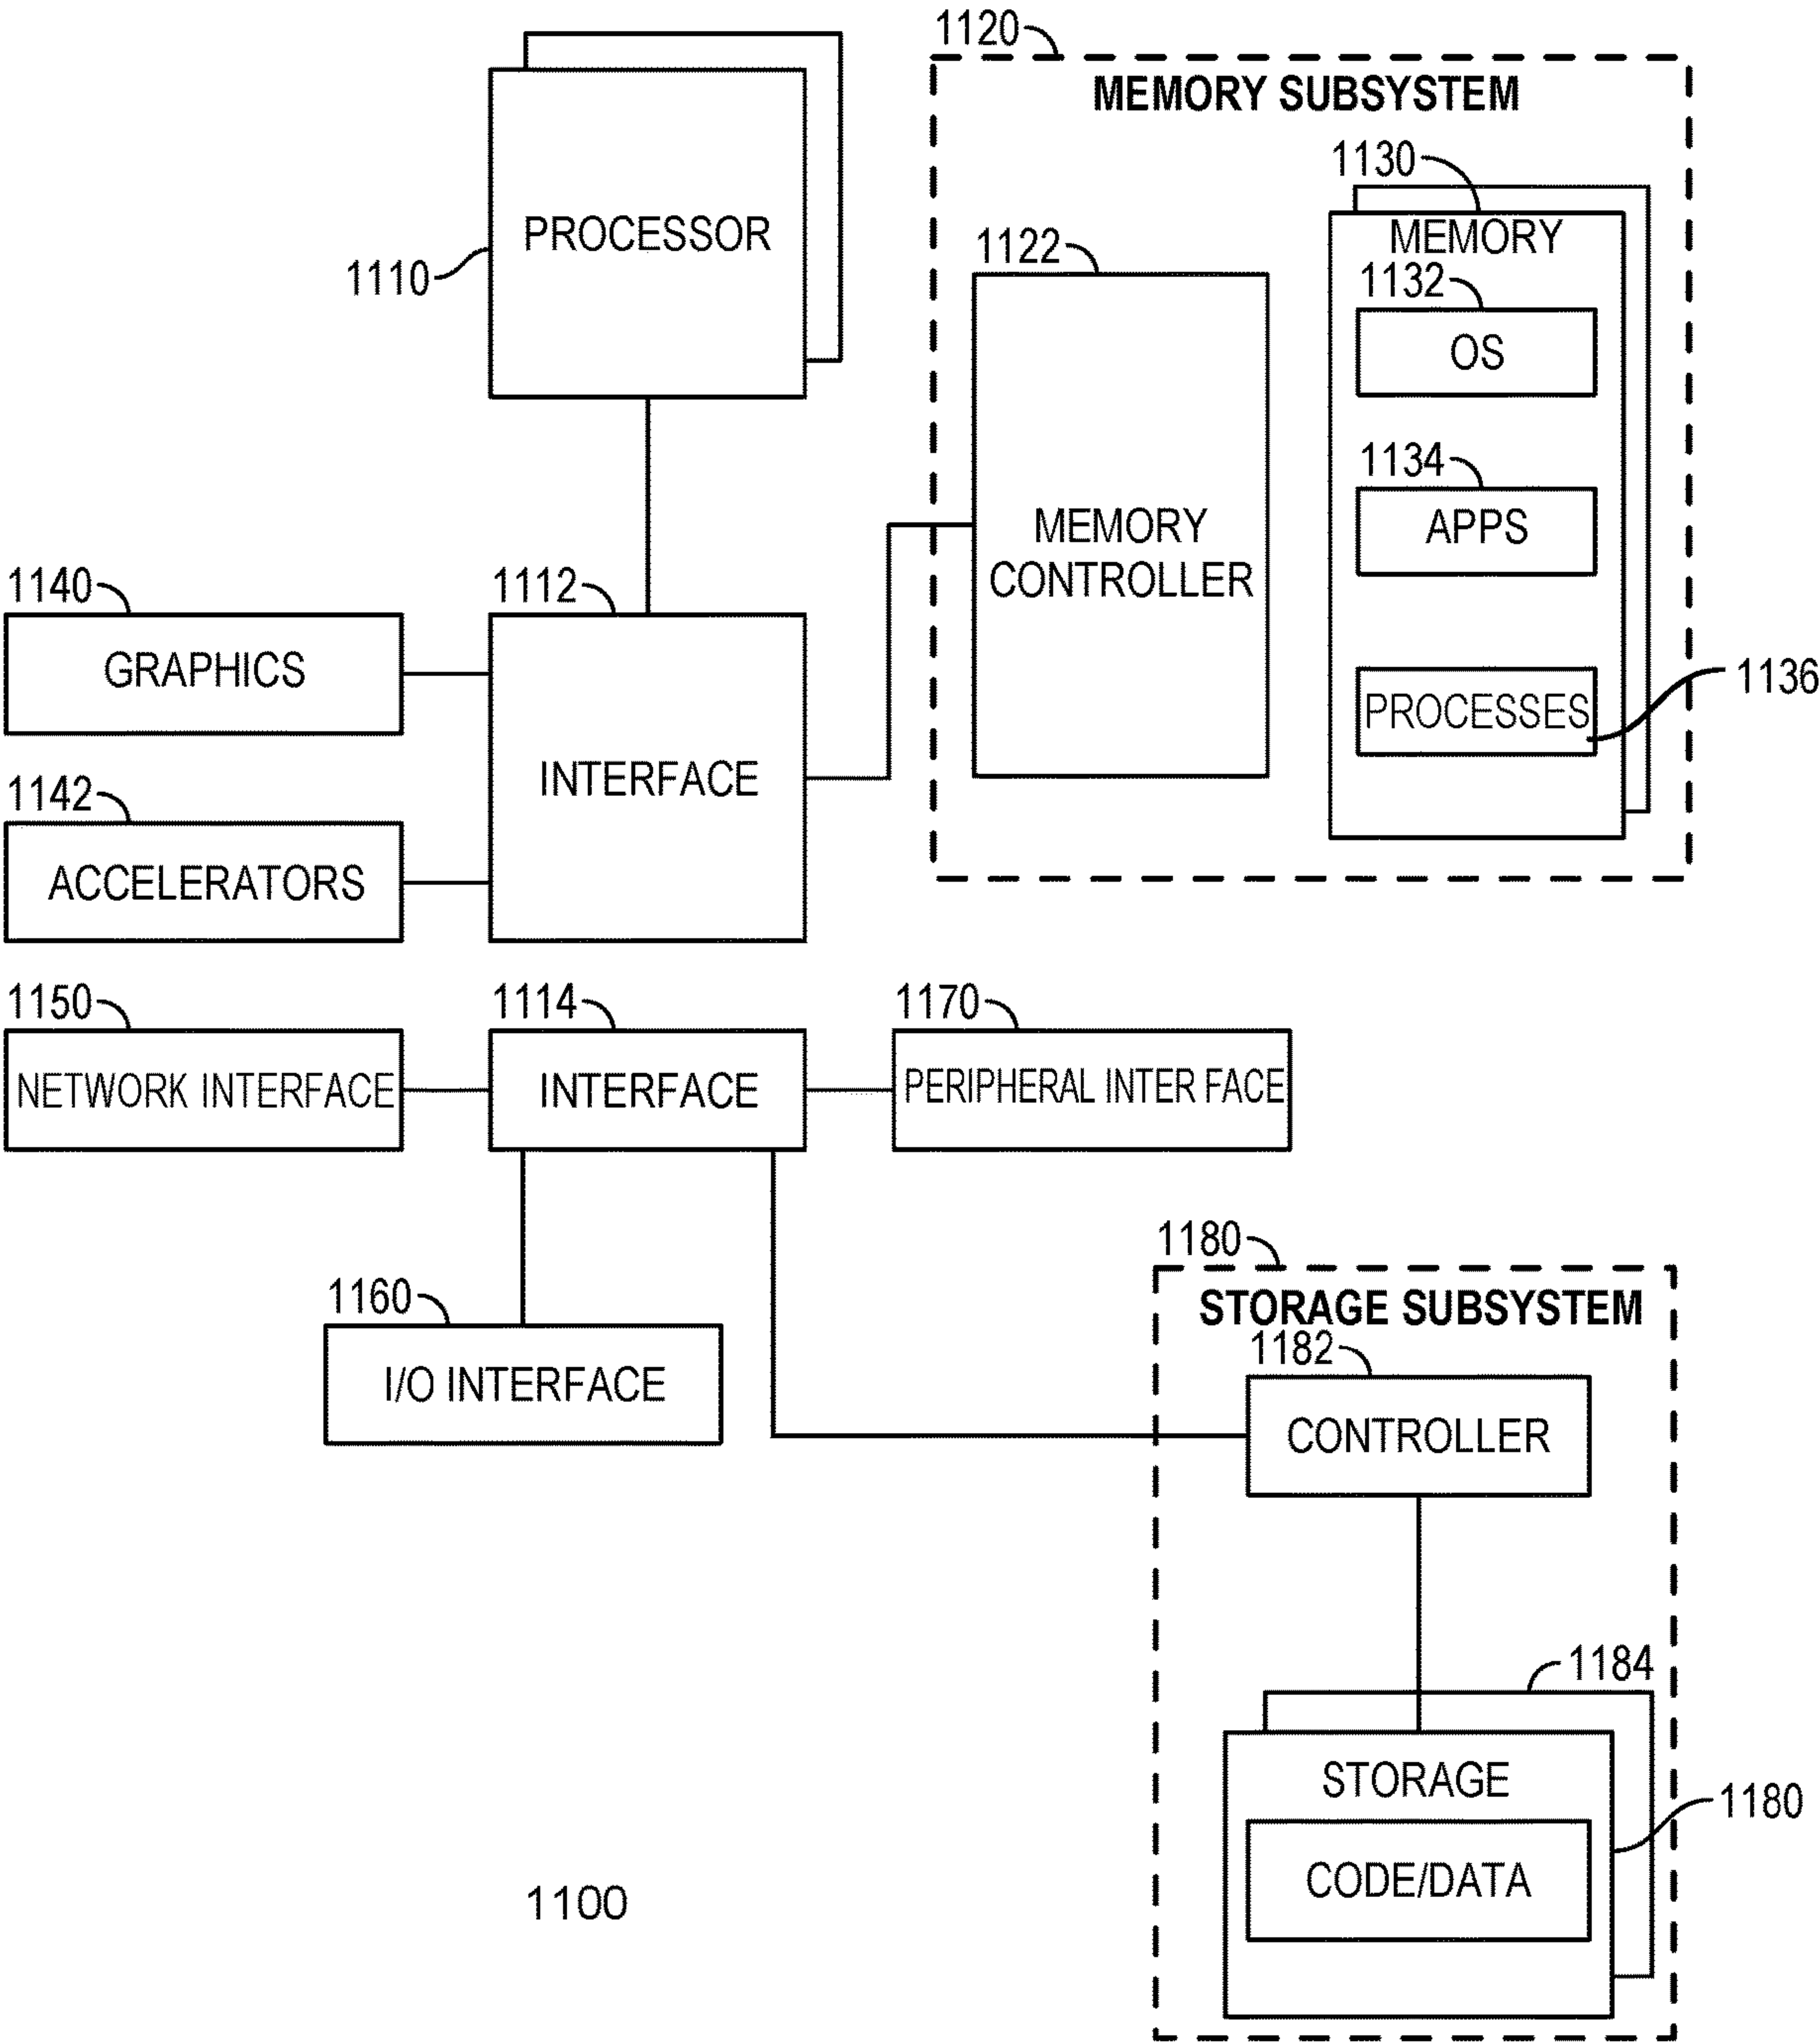 1120
MEMORY SUBSYSTEM
1130
PROCESSOR
1110
1122
MEMORY
1132
OS
1134
APPS
MEMORY
CONTROLLER
1140
GRAPHICS
1112
INTERFACE
PROCESSES
1136
1142
ACCELERATORS
1150
NETWORK INTERFACE
1114
INTERFACE
1170
PERIPHERAL INTER FACE
1180
STORAGE SUBSYSTEM
1160
I/O INTERFACE
1182
CONTROLLER
1184
STORAGE
1180
CODE/DATA
1100